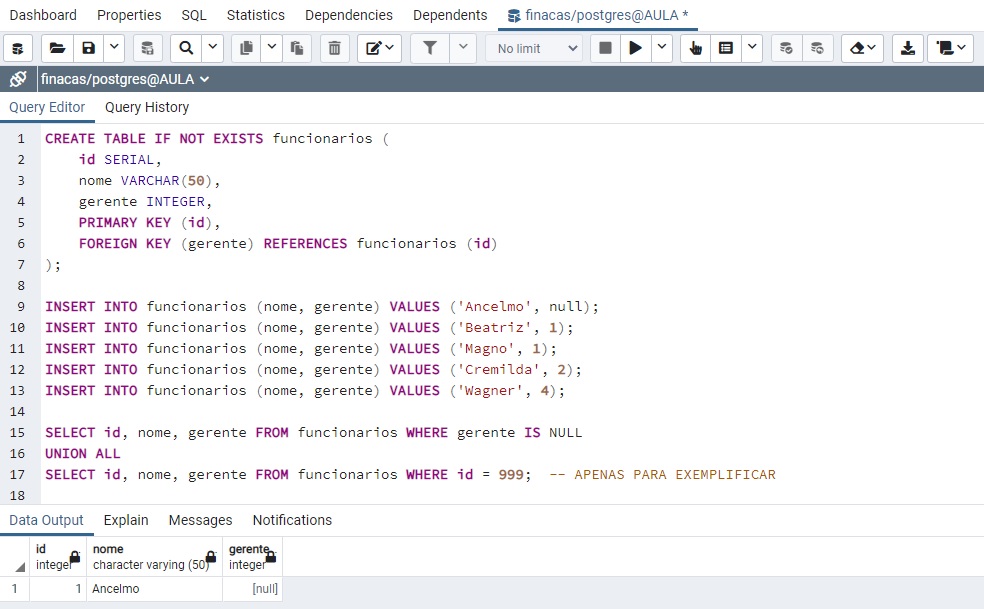 Dashboard Properties SQL Statistics Dependencies Dependents finacas/postgres@AULA *
No limit
finacas/postgres@AULA
Query Editor Query History
1 CREATE TABLE IF NOT EXISTS funcionarios (
2 id SERIAL,
3 nome VARCHAR(50),
4 gerente INTEGER,
5 PRIMARY KEY (id),
6 FOREIGN KEY (gerente) REFERENCES funcionarios (id)
7 );
8
9 INSERT INTO funcionarios (nome, gerente) VALUES ('Ancelmo', null);
10 INSERT INTO funcionarios (nome, gerente) VALUES ('Beatriz', 1);
11 INSERT INTO funcionarios (nome, gerente) VALUES ('Magno', 1);
12 INSERT INTO funcionarios (nome, gerente) VALUES ('Cremilda', 2);
13 INSERT INTO funcionarios (nome, gerente) VALUES ('Wagner', 4);
14
15 SELECT id, nome, gerente FROM funcionarios WHERE gerente IS NULL
16 UNION ALL
17 SELECT id, nome, gerente FROM funcionarios WHERE id = 999; -- APENAS PARA EXEMPLIFICAR
18
Data Output Explain Messages Notifications
id nome gerente
integer character varying (50) integer
1 1 Ancelmo [null]